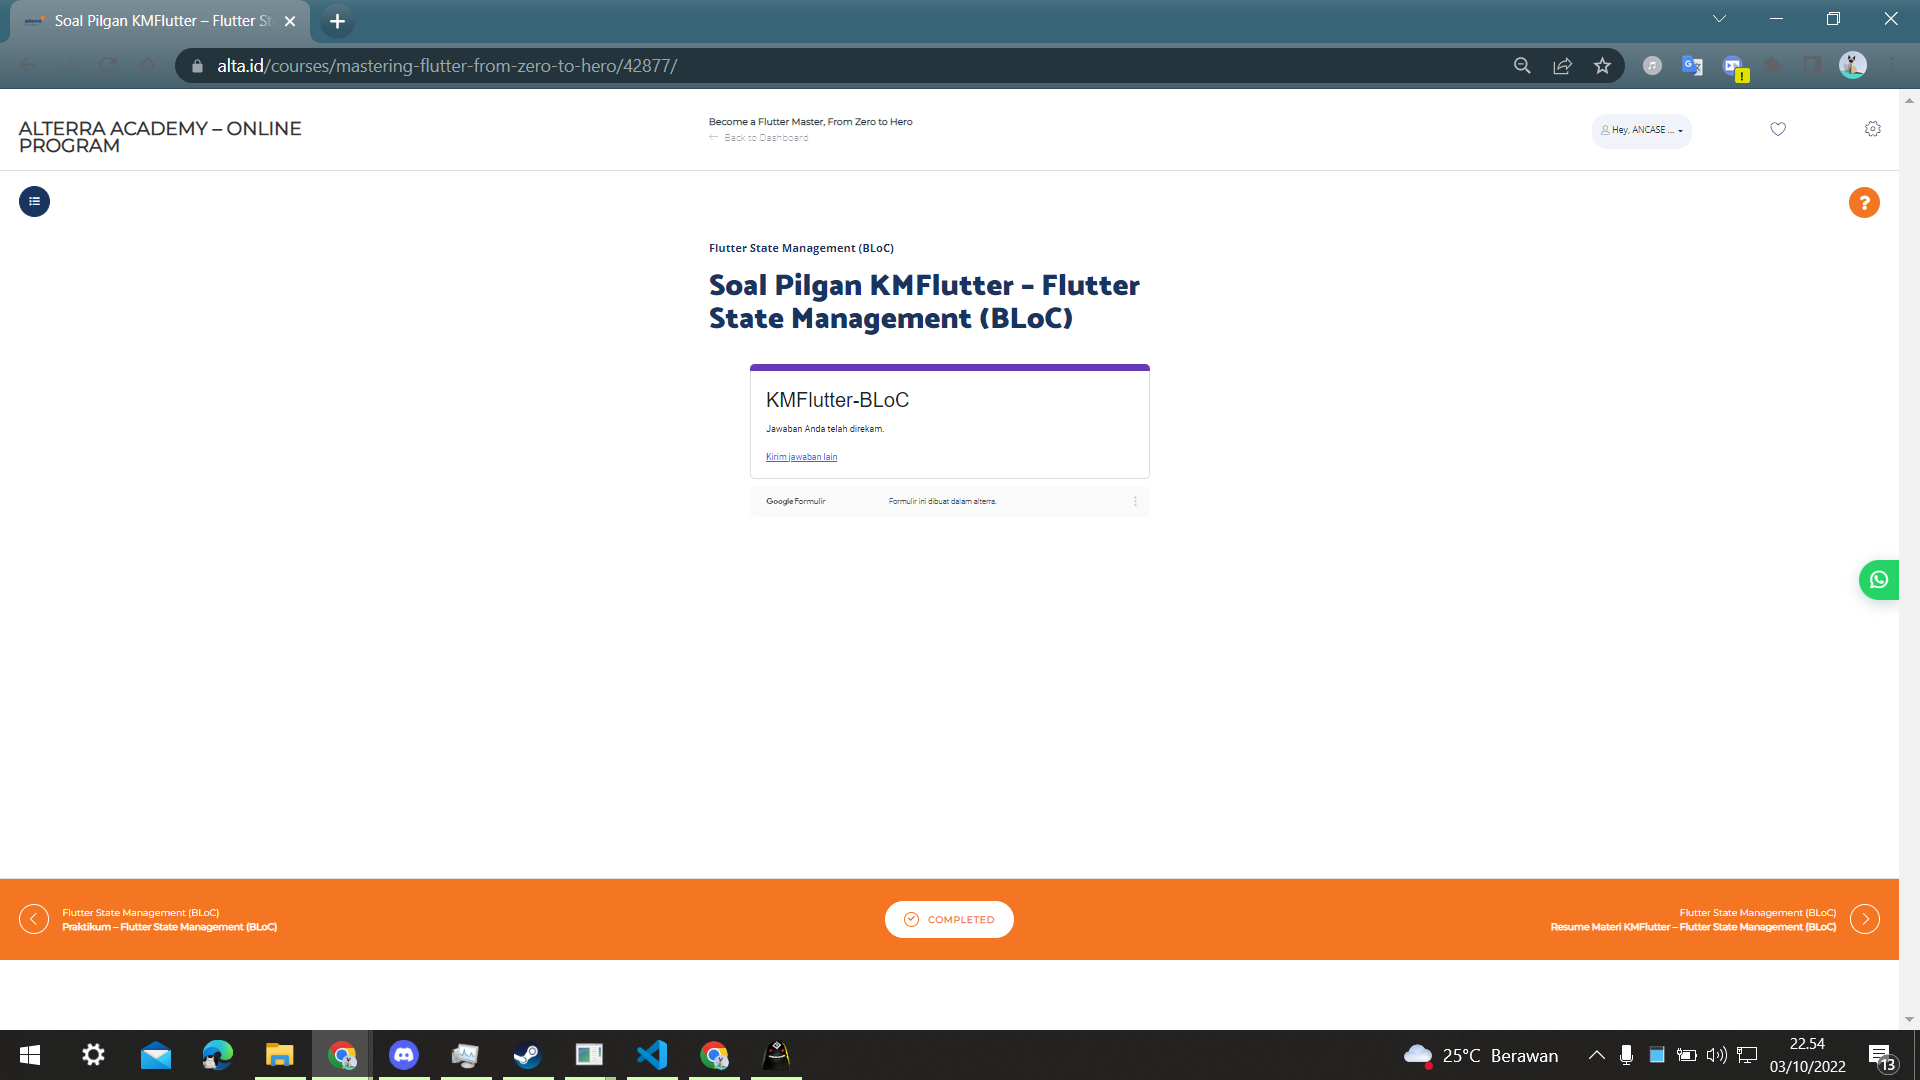 Soal Pilgan KMFlutter – Flutter St
alta.id/courses/mastering-flutter-from-zero-to-hero/42877/
ALTERRA ACADEMY – ONLINE
PROGRAM
Become a Flutter Master, From Zero to Hero
Back to Dashboard
Hey, ANCASE ...
?
Flutter State Management (BLoC)
Soal Pilgan KMFlutter – Flutter
State Management (BLoC)
KMFlutter-BLoC
Jawaban Anda telah direkam.
Kirim jawaban lain
Google Formulir
Formulir ini dibuat dalam alterra.
Flutter State Management (BLoC)
Praktikum – Flutter State Management (BLoC)
COMPLETED
Flutter State Management (BLoC)
Resume Materi KMFlutter – Flutter State Management (BLoC)
25°C Berawan
22.54
03/10/2022
13